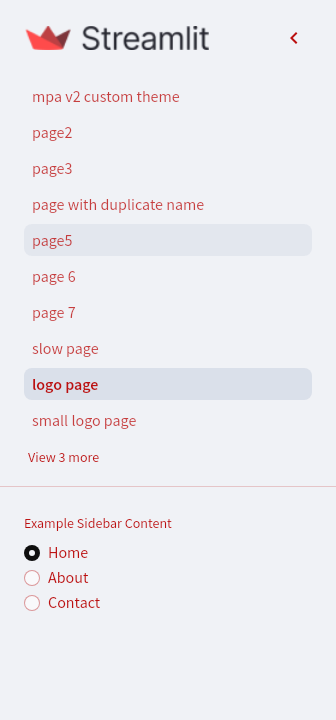 Streamlit
mpa v2 custom theme
page2
page3
page with duplicate name
page5
page 6
page 7
slow page
logo page
small logo page
View 3 more
Example Sidebar Content
Home
About
Contact